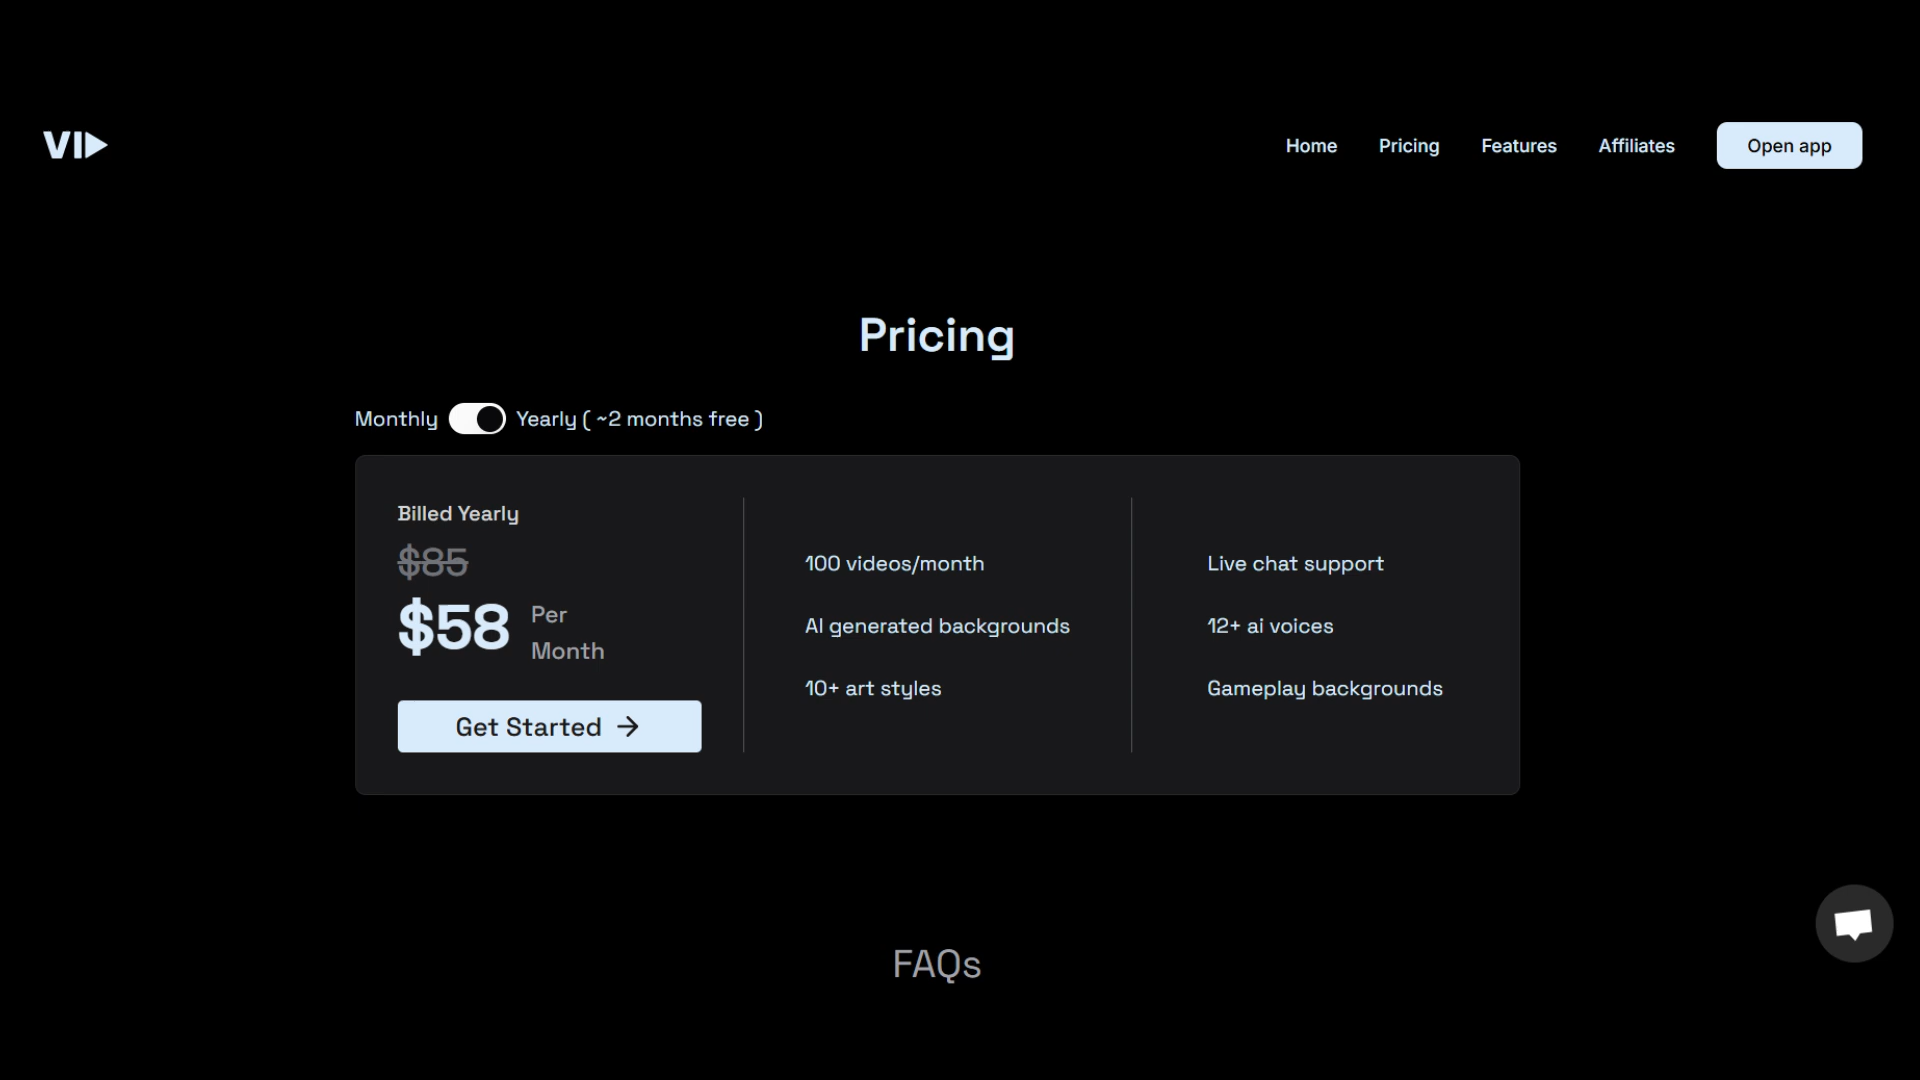 VID
Home
Pricing
Features
Affiliates
Open app
Pricing
Monthly
Yearly ( ~2 months free )
Billed Yearly
$85
$58
Per
Month
Get Started →
100 videos/month
AI generated backgrounds
10+ art styles
Live chat support
12+ ai voices
Gameplay backgrounds
FAQs